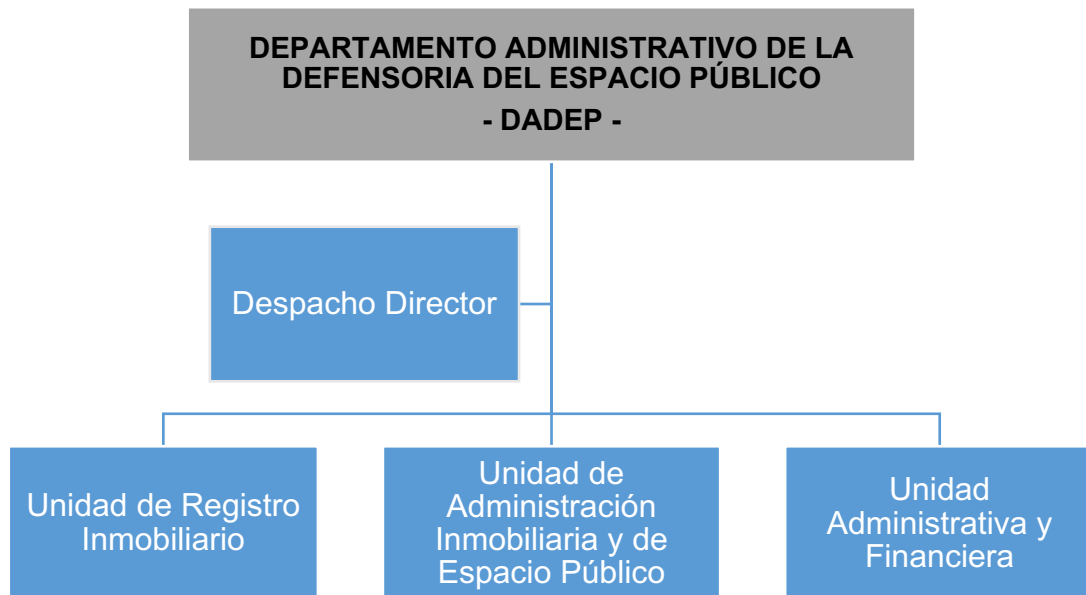 DEPARTAMENTO ADMINISTRATIVO DE LA
DEFENSORIA DEL ESPACIO PÚBLICO
- DADEP -
Despacho Director
Unidad de Registro
Inmobiliario
Unidad de
Administración
Inmobiliaria y de
Espacio Público
Unidad
Administrativa y
Financiera